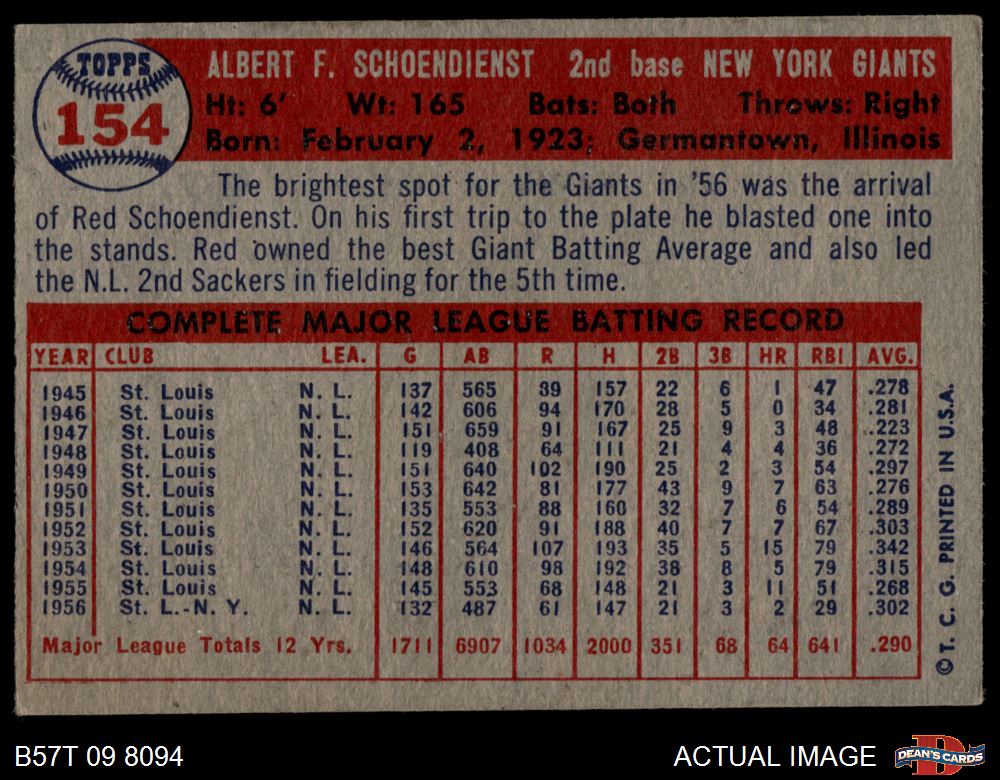 TOPPS
154
ALBERT F. SCHOENDIENST 2nd base NEW YORK GIANTS
Ht: 6' Wt: 165 Bats: Both Throws: Right
Born: February 2, 1923; Germantown, Illinois
The brightest spot for the Giants in '56 was the arrival
of Red Schoendienst. On his first trip to the plate he blasted one into
the stands. Red owned the best Giant Batting Average and also led
the N.L. 2nd Sackers in fielding for the 5th time.
COMPLETE MAJOR LEAGUE BATTING RECORD
YEAR CLUB LEA. G AB R H 2B 3B HR RBI AVG.
1945 St. Louis N. L. 137 565 89 157 22 6 1 47 .278
1946 St. Louis N. L. 142 606 94 170 28 5 0 34 .281
1947 St. Louis N. L. 151 659 91 167 25 9 3 48 .223
1948 St. Louis N. L. 119 408 64 111 21 4 4 36 .272
1949 St. Louis N. L. 151 640 102 190 25 2 3 54 .297
1950 St. Louis N. L. 153 642 81 177 43 9 7 63 .276
1951 St. Louis N. L. 135 553 88 160 32 7 6 54 .289
1952 St. Louis N. L. 152 620 91 188 40 7 7 67 .303
1953 St. Louis N. L. 146 564 107 193 35 5 15 79 .342
1954 St. Louis N. L. 148 610 98 192 38 8 5 79 .315
1955 St. Louis N. L. 145 553 68 148 21 3 11 51 .268
1956 St. L.-N. Y. N. L. 132 487 61 147 21 3 2 29 .302
Major League Totals 12 Yrs. 1711 6907 1034 2000 351 68 64 641 .290
© T. C. G. PRINTED IN U.S.A.
B57T 09 8094
ACTUAL IMAGE
DEAN'S CARDS